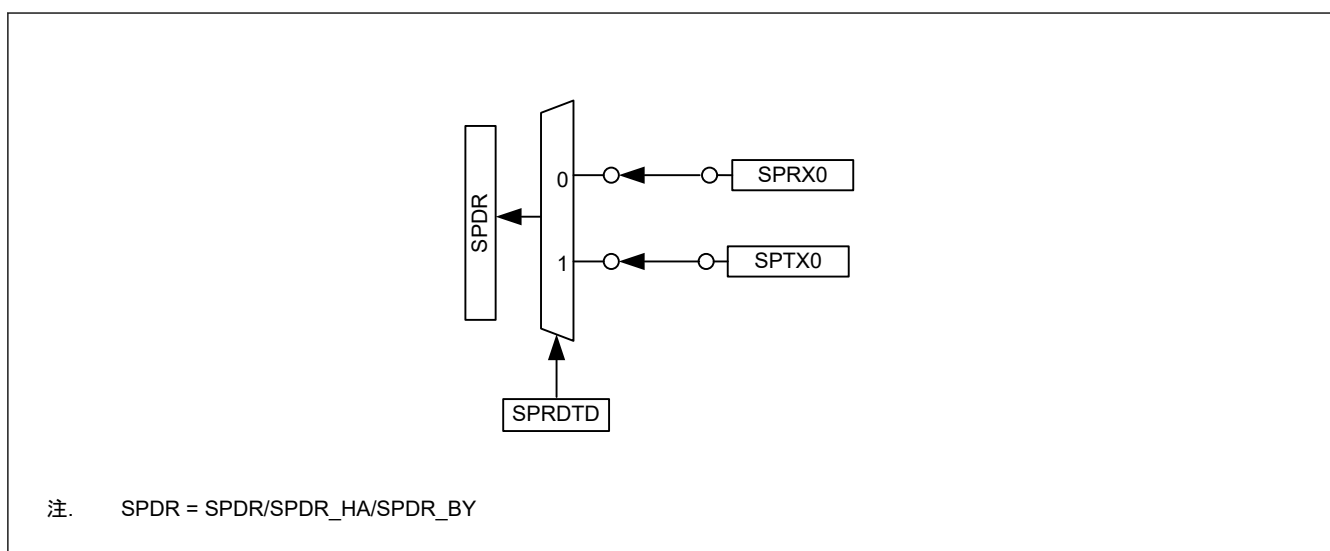 SPDR
0
SPRX0
1
SPTX0
SPRDTD
注. SPDR = SPDR/SPDR_HA/SPDR_BY